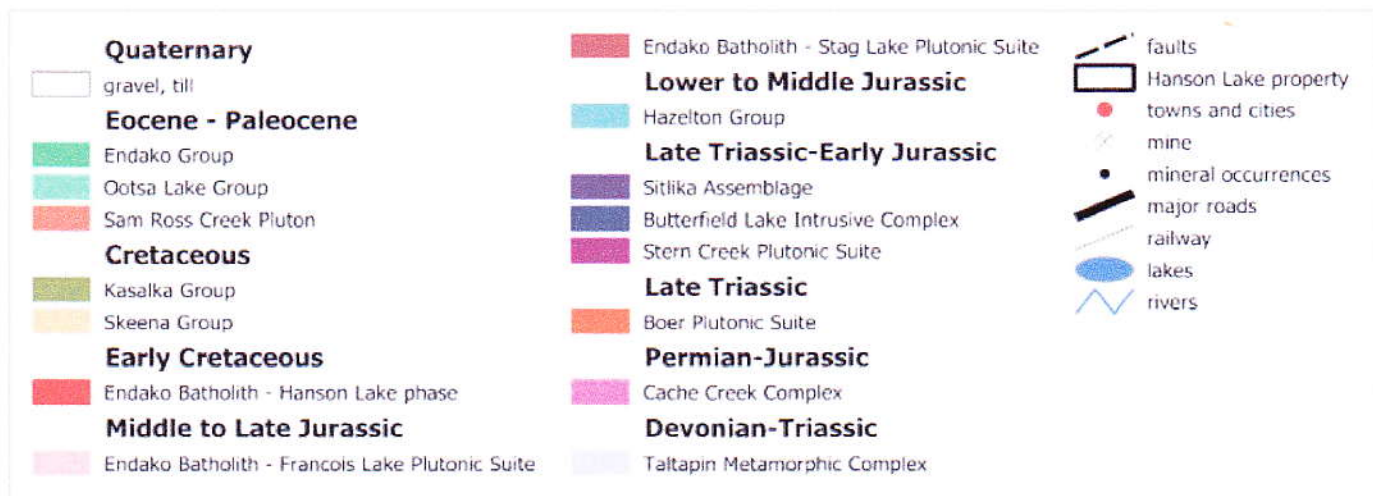 Quaternary
gravel, till
Eocene - Paleocene
Endako Group
Ootsa Lake Group
Sam Ross Creek Pluton
Cretaceous
Kasalka Group
Skeena Group
Early Cretaceous
Endako Batholith - Hanson Lake phase
Middle to Late Jurassic
Endako Batholith - Francois Lake Plutonic Suite
Endako Batholith - Stag Lake Plutonic Suite
Lower to Middle Jurassic
Hazelton Group
Late Triassic-Early Jurassic
Sitlika Assemblage
Butterfield Lake Intrusive Complex
Stern Creek Plutonic Suite
Late Triassic
Boer Plutonic Suite
Permian-Jurassic
Cache Creek Complex
Devonian-Triassic
Taltapin Metamorphic Complex
faults
Hanson Lake property
towns and cities
mine
mineral occurrences
major roads
railway
lakes
rivers